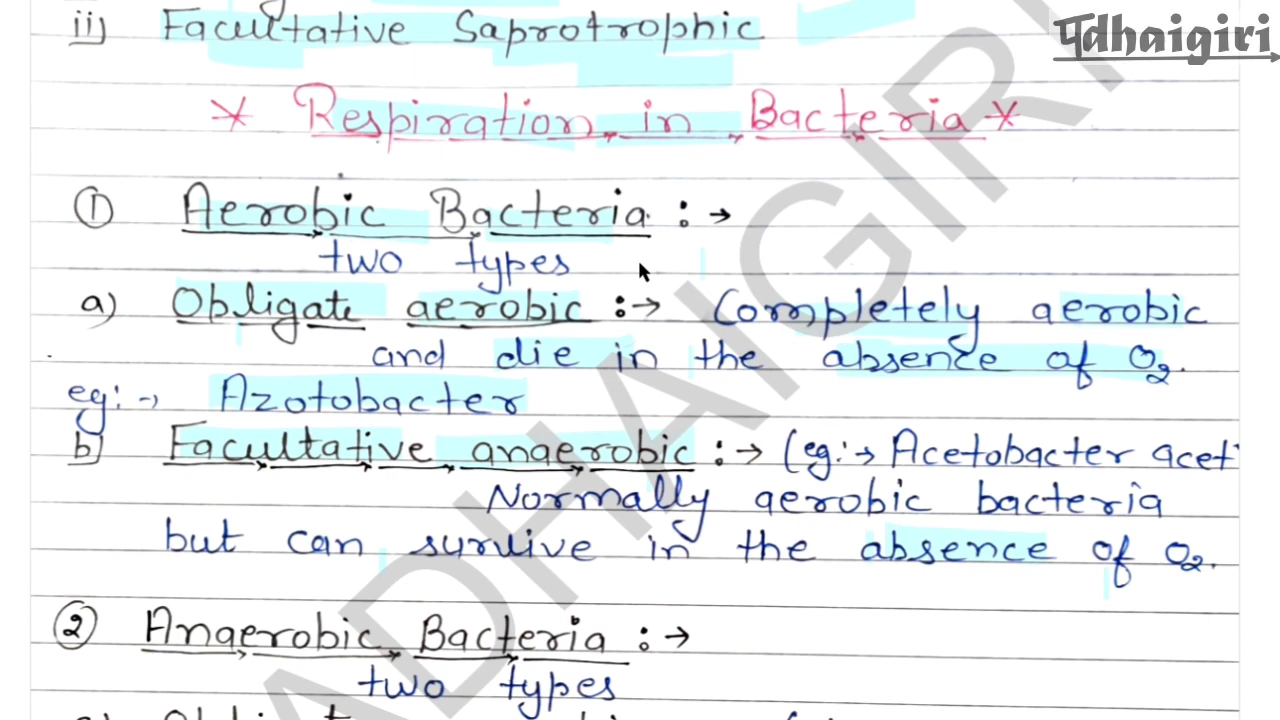 ii) Facultative Saprotrophic
पdhaigiri
* Respiration in Bacteria *
① Aerobic Bacteria :→
two types
a) Obligate aerobic :→ Completely aerobic
and die in the absence of O₂.
eg:→ Azotobacter
b) Facultative anaerobic :→ (eg:→ Acetobacter acet
Normally aerobic bacteria
but can survive in the absence of O₂.
② Anaerobic Bacteria :→
two types
ADHAIGIRI